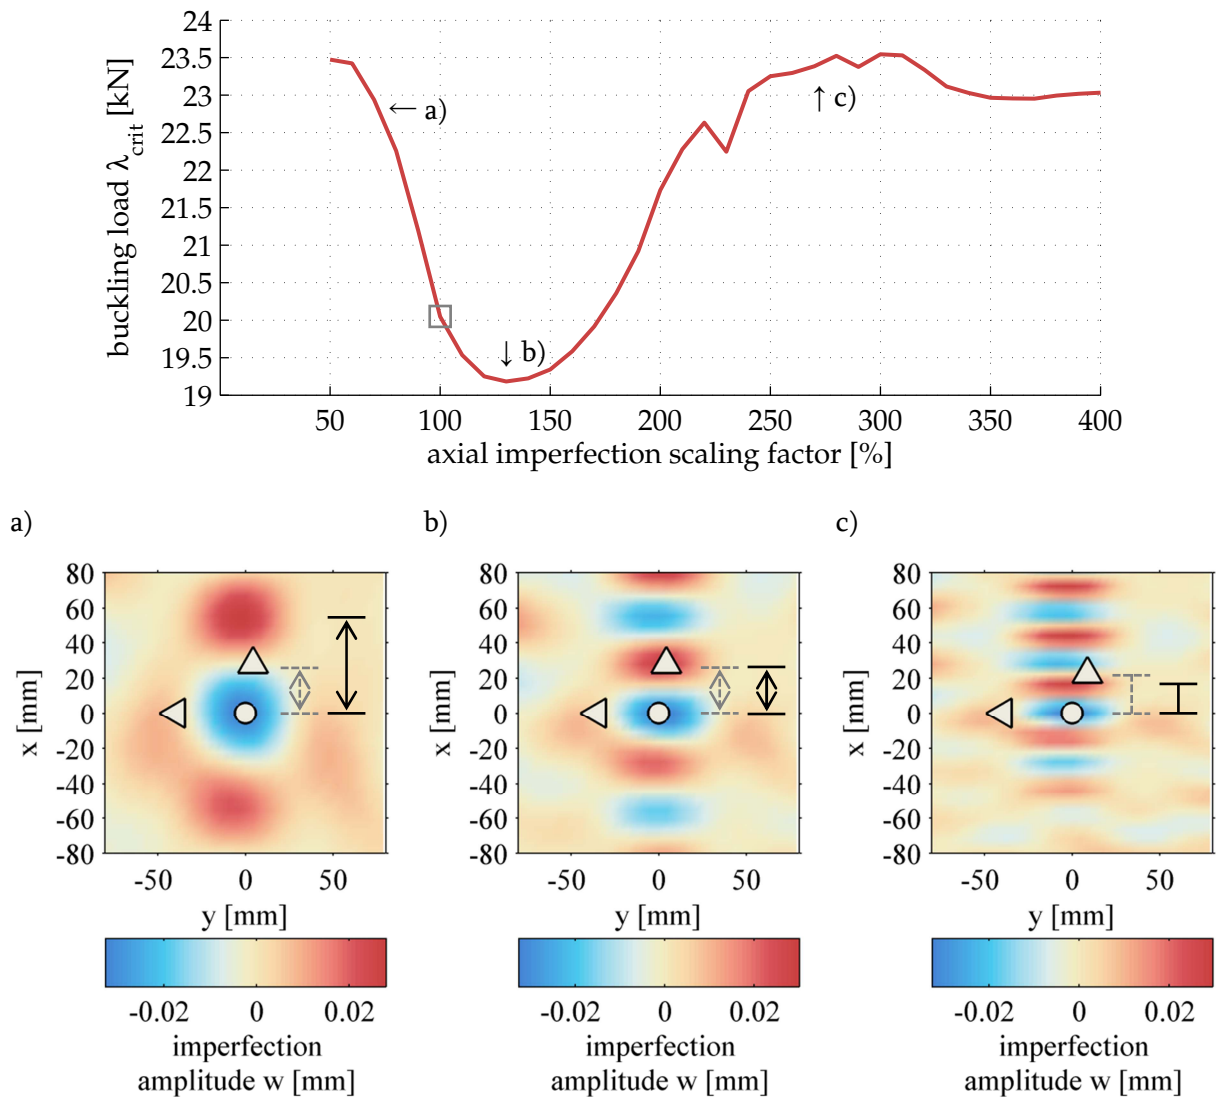 24
23.5
23
22.5
22
21.5
21
20.5
20
19.5
19
buckling load λcrit [kN]
← a)
↑ c)
↓ b)
50 100 150 200 250 300 350 400
axial imperfection scaling factor [%]
a) b) c)
80
60
40
20
0
-20
-40
-60
-80
x [mm]
-50 0 50
y [mm]
-0.02 0 0.02
imperfection
amplitude w [mm]
80
60
40
20
0
-20
-40
-60
-80
x [mm]
-50 0 50
y [mm]
-0.02 0 0.02
imperfection
amplitude w [mm]
80
60
40
20
0
-20
-40
-60
-80
x [mm]
-50 0 50
y [mm]
-0.02 0 0.02
imperfection
amplitude w [mm]